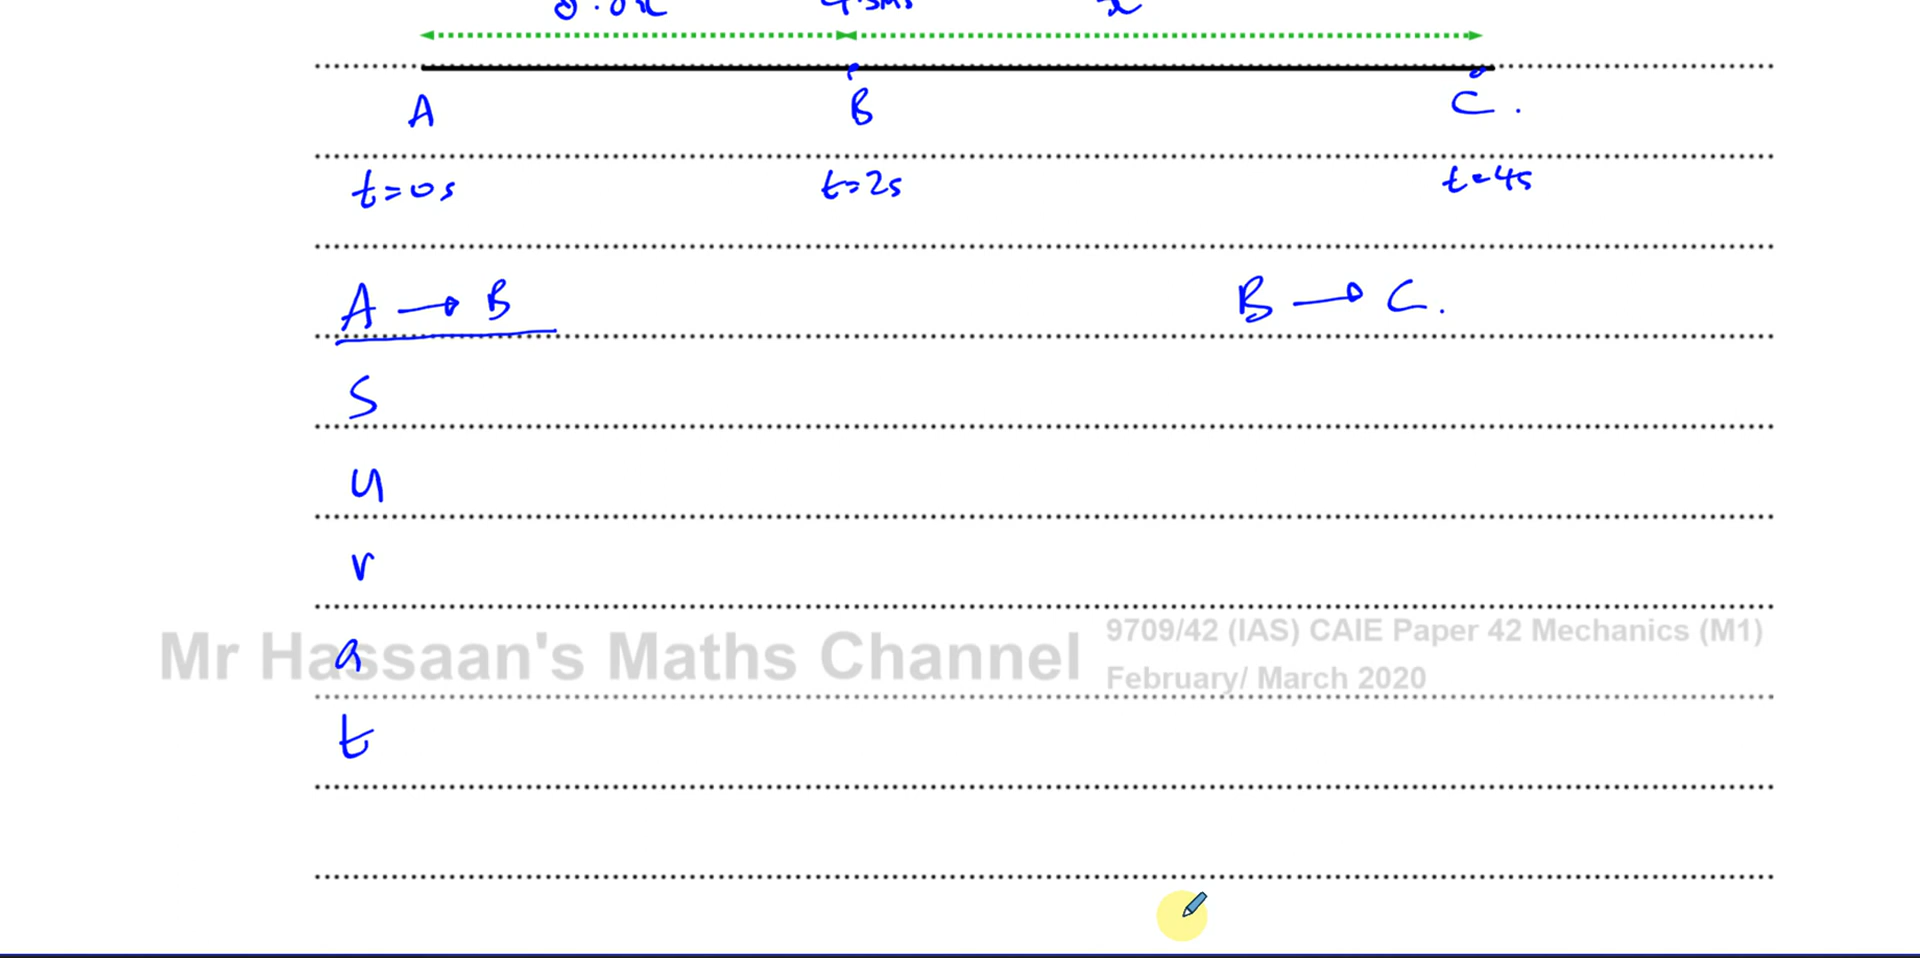 A B C .
t=0s t=2s t=4s
A → B B → C .
s
u
v
a
Mr Hassaan's Maths Channel
9709/42 (IAS) CAIE Paper 42 Mechanics (M1)
February/ March 2020
t